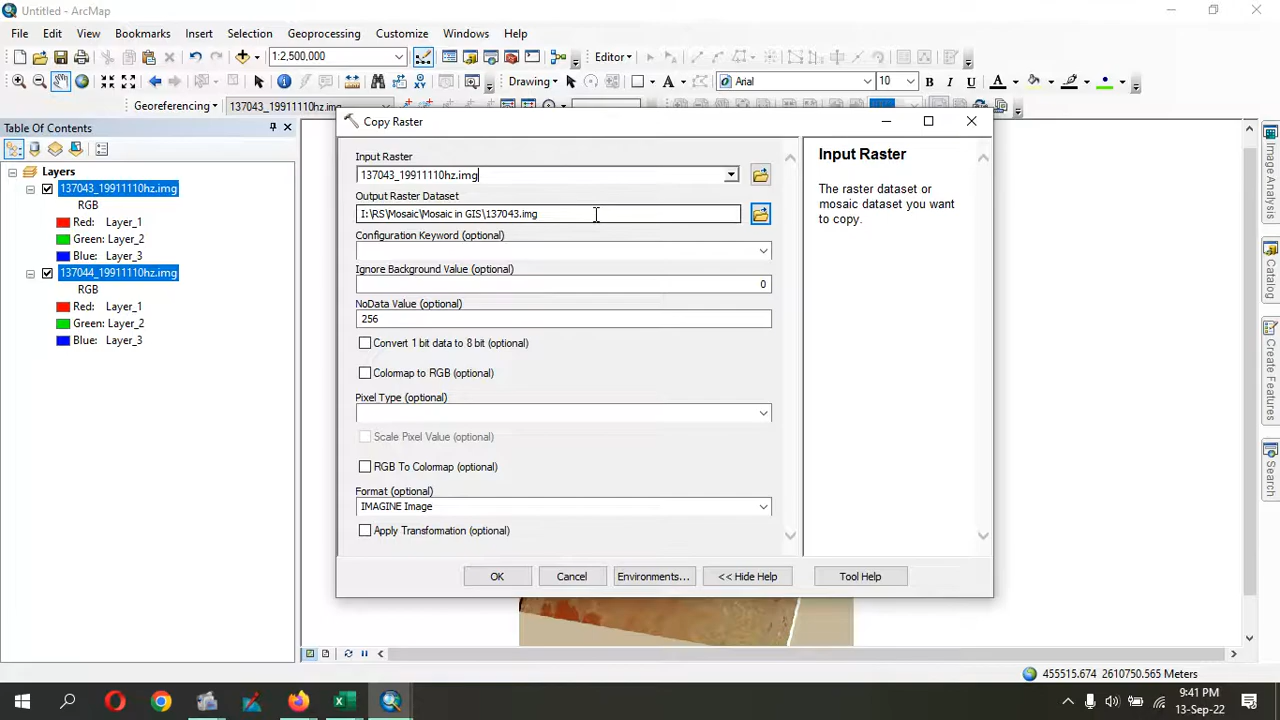 Untitled - ArcMap
File Edit View Bookmarks Insert Selection Geoprocessing Customize Windows Help
1:2,500,000
Editor
Drawing
Arial
10
B I U A
Georeferencing
137043_19911110hz.img
Table Of Contents
Layers
137043_19911110hz.img
RGB
Red: Layer_1
Green: Layer_2
Blue: Layer_3
137044_19911110hz.img
RGB
Red: Layer_1
Green: Layer_2
Blue: Layer_3
Copy Raster
Input Raster
137043_19911110hz.img
Output Raster Dataset
I:\RS\Mosaic\Mosaic in GIS\137043.img
Configuration Keyword (optional)
Ignore Background Value (optional)
0
NoData Value (optional)
256
Convert 1 bit data to 8 bit (optional)
Colormap to RGB (optional)
Pixel Type (optional)
Scale Pixel Value (optional)
RGB To Colormap (optional)
Format (optional)
IMAGINE Image
Apply Transformation (optional)
OK
Cancel
Environments...
<< Hide Help
Tool Help
Input Raster
The raster dataset or
mosaic dataset you want
to copy.
Image Analysis
Catalog
Create Features
Search
455515.674 2610750.565 Meters
9:41 PM
13-Sep-22